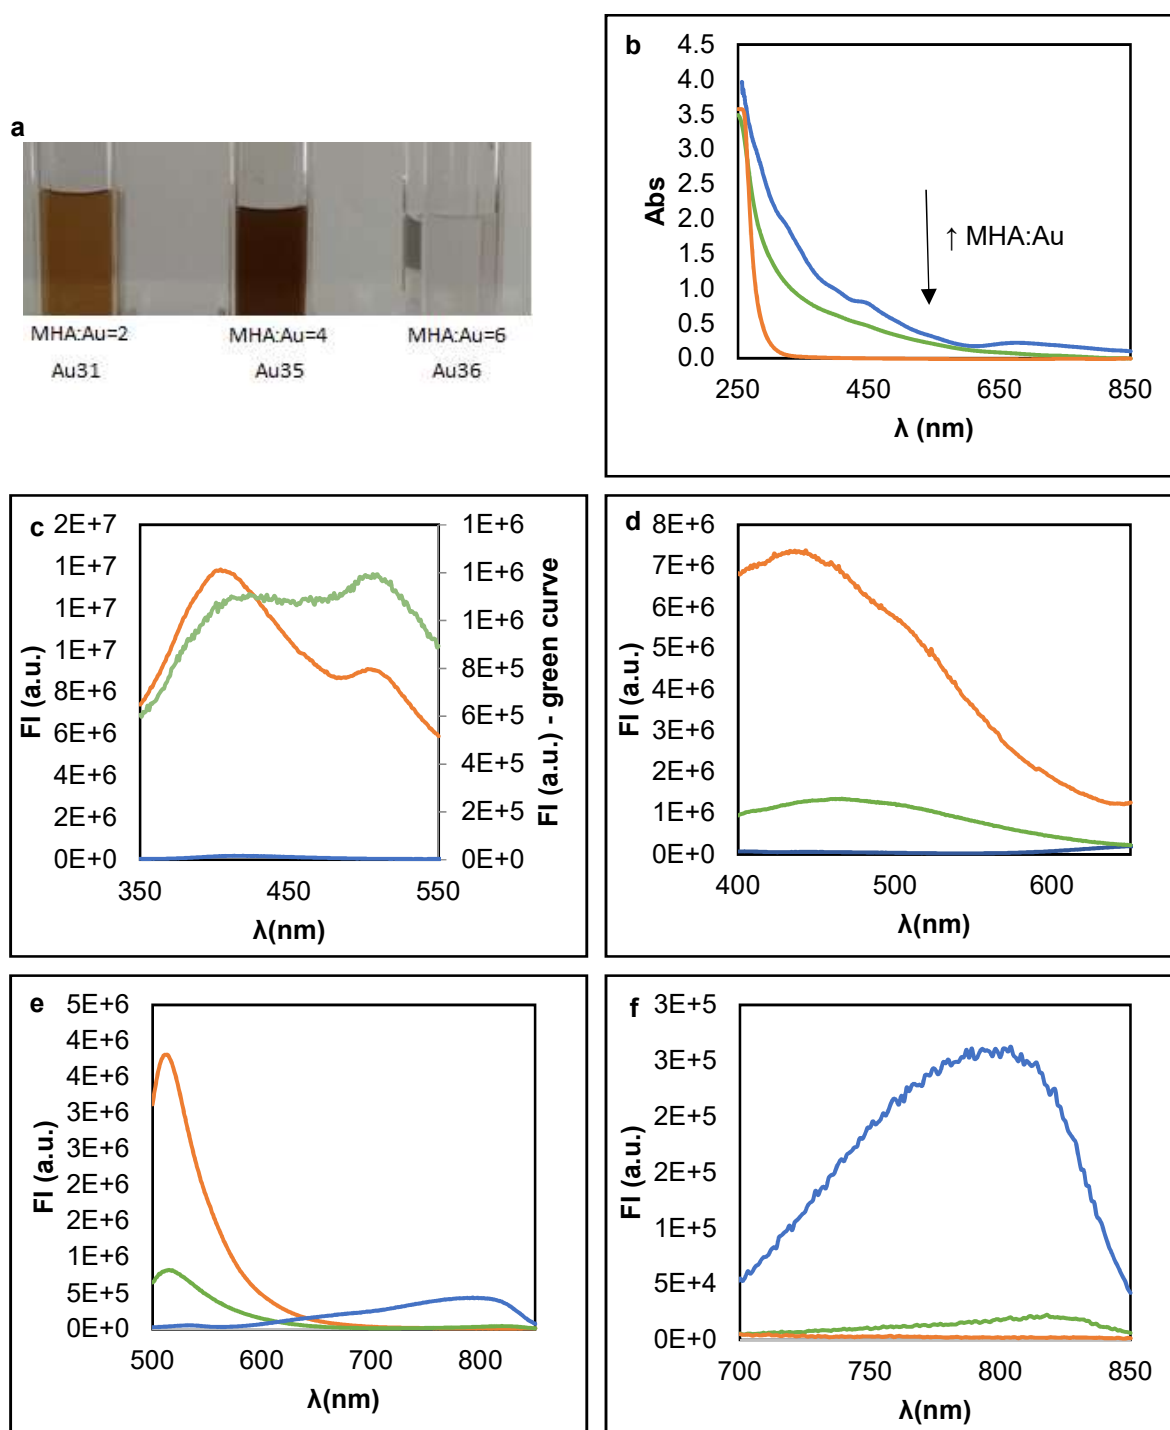 a
MHA:Au=2
MHA:Au=4
MHA:Au=6
Au31
Au35
Au36
b
4.5
4.0
3.5
3.0
2.5
2.0
1.5
1.0
0.5
0.0
Abs
↑ MHA:Au
250 450 650 850
λ (nm)
c
2E+7
1E+7
1E+7
1E+7
8E+6
6E+6
4E+6
2E+6
0E+0
FI (a.u.)
1E+6
1E+6
1E+6
8E+5
6E+5
4E+5
2E+5
0E+0
FI (a.u.) - green curve
350 450 550
λ(nm)
d
8E+6
7E+6
6E+6
5E+6
4E+6
3E+6
2E+6
1E+6
0E+0
FI (a.u.)
400 500 600
λ(nm)
e
5E+6
4E+6
4E+6
3E+6
3E+6
2E+6
2E+6
1E+6
5E+5
0E+0
FI (a.u.)
500 600 700 800
λ(nm)
f
3E+5
3E+5
2E+5
2E+5
1E+5
5E+4
0E+0
FI (a.u.)
700 750 800 850
λ(nm)